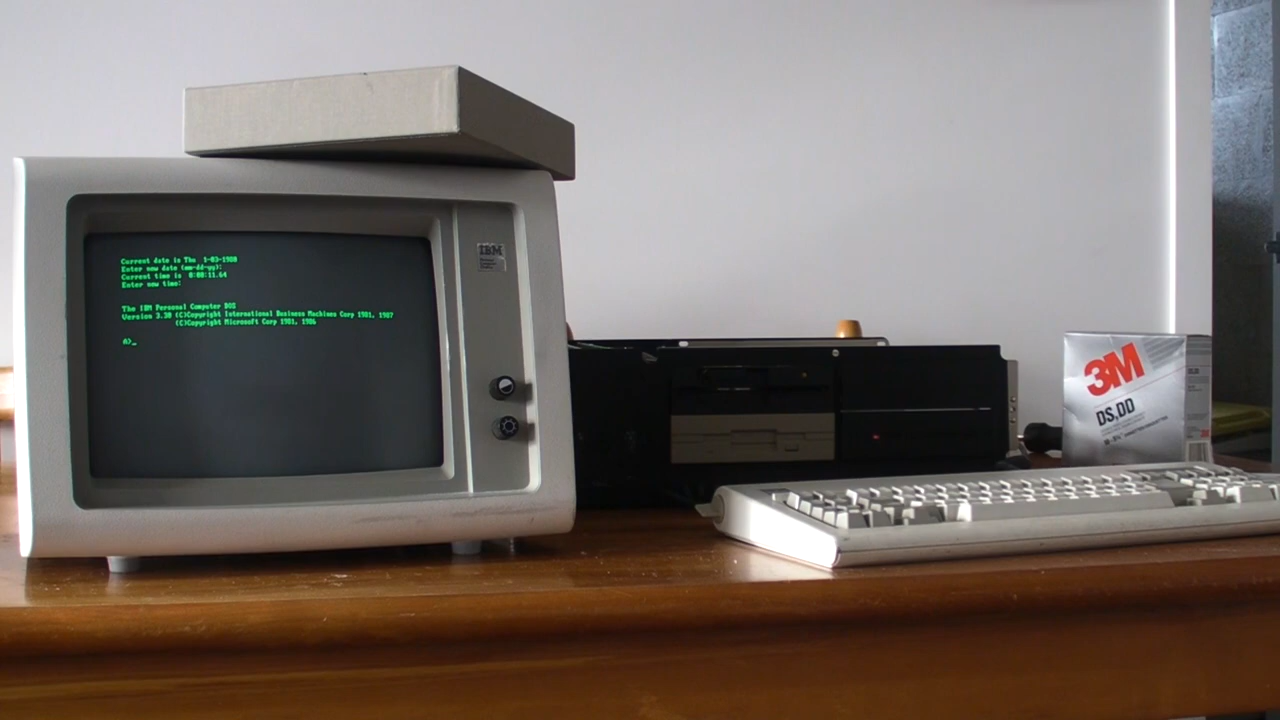 Current date is Thu  1-03-1980
Enter new date (mm-dd-yy):
Current time is  0:00:11.64
Enter new time:
The IBM Personal Computer DOS
Version 3.30 (C)Copyright International Business Machines Corp 1981, 1987
(C)Copyright Microsoft Corp 1981, 1986
A>_
IBM
Personal
Computer
3M
DS,DD